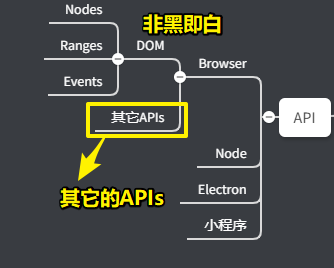 Nodes
非黑即白
Ranges
DOM
Events
Browser
其它APIs
API
Node
其它的APIs
Electron
小程序